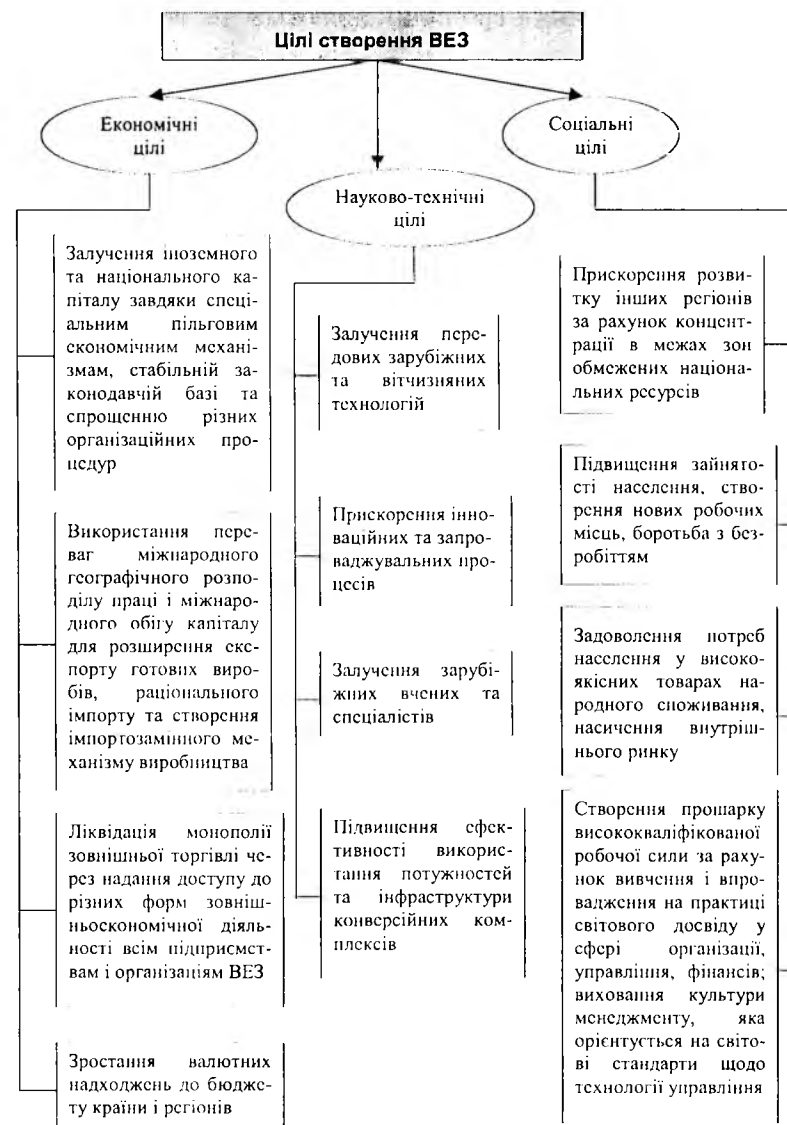 Цілі створення ВЕЗ
Економічні
цілі
Залучення іноземного
та національного ка-
піталу завдяки спеці-
альним пільговим
економічним механі-
змам, стабільній за-
конодавчій базі та
спрощенню різних
організаційних про-
цедур
Використання пере-
ваг міжнародного
географічного розпо-
ділу праці і міжнаро-
дного обігу капіталу
для розширення екс-
порту готових виро-
бів, раціонального
імпорту та створення
імпортозамінного ме-
ханізму виробництва
Ліквідація монополії
зовнішньої торгівлі че-
рез надання доступу до
різних форм зовніш-
ньоекономічної діяль-
ності всім підприємст-
вам і організаціям ВЕЗ
Зростання валютних
надходжень до бюдже-
ту країни і регіонів
Науково-технічні
цілі
Залучення пере-
дових зарубіжних
та вітчизняних
технологій
Прискорення інно-
ваційних та запро-
ваджувальних про-
цесів
Залучення зарубі-
жних вчених та
спеціалістів
Підвищення ефек-
тивності викорис-
тання потужностей
та інфраструктури
конверсійних ком-
плексів
Соціальні
цілі
Прискорення розви-
тку інших регіонів
за рахунок концент-
рації в межах зон
обмежених націона-
льних ресурсів
Підвищення зайнято-
сті населення, ство-
рення нових робочих
місць, боротьба з без-
робіттям
Задоволення потреб
населення у високо-
якісних товарах на-
родного споживання,
насичення внутріш-
нього ринку
Створення прошарку
висококваліфікованої
робочої сили за раху-
нок вивчення і впро-
вадження на практиці
світового досвіду у
сфері організації,
управління, фінансів;
виховання культури
менеджменту, яка
орієнтується на світо-
ві стандарти щодо
технології управління